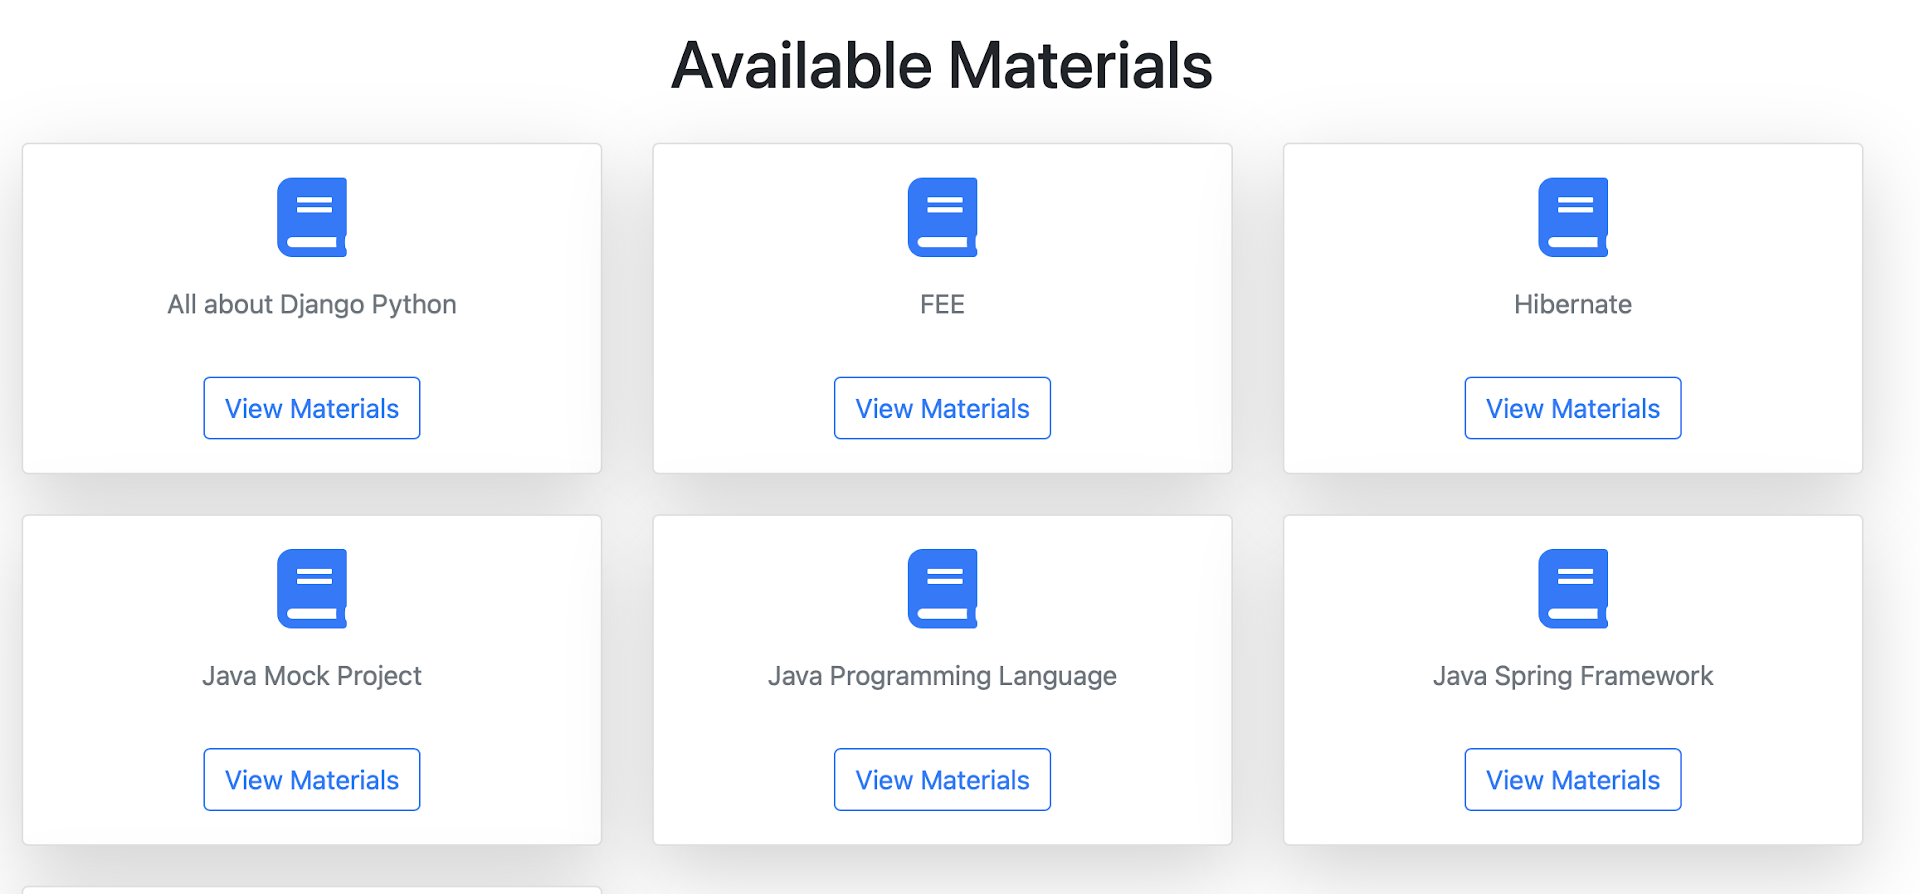 Available Materials
All about Django Python
FEE
Hibernate
View Materials
View Materials
View Materials
Java Mock Project
Java Programming Language
Java Spring Framework
View Materials
View Materials
View Materials